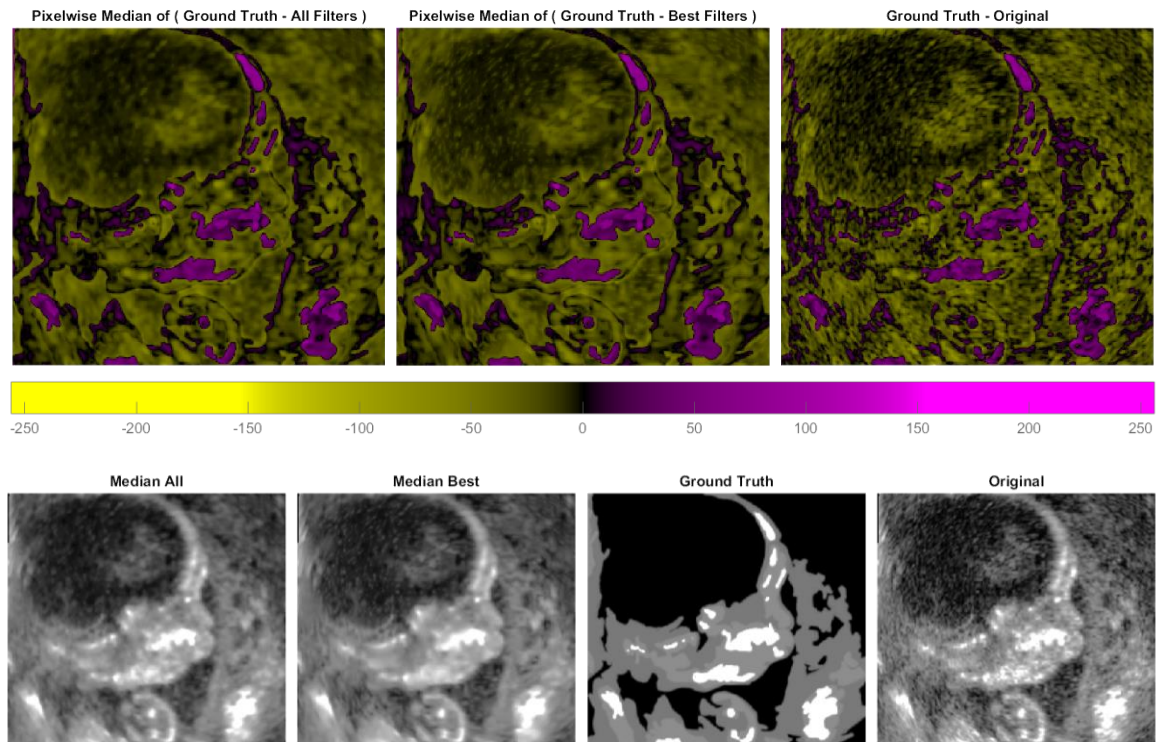 Pixelwise Median of ( Ground Truth - All Filters )
Pixelwise Median of ( Ground Truth - Best Filters )
Ground Truth - Original
-250 -200 -150 -100 -50 0 50 100 150 200 250
Median All
Median Best
Ground Truth
Original